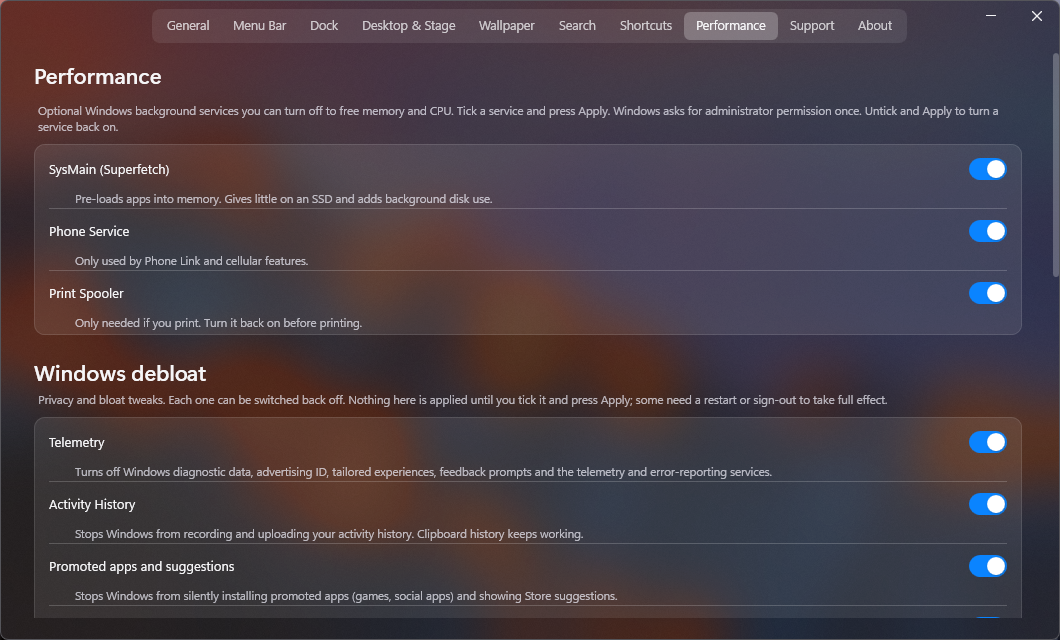 General Menu Bar Dock Desktop & Stage Wallpaper Search Shortcuts Performance Support About
Performance
Optional Windows background services you can turn off to free memory and CPU. Tick a service and press Apply. Windows asks for administrator permission once. Untick and Apply to turn a
service back on.
SysMain (Superfetch)
Pre-loads apps into memory. Gives little on an SSD and adds background disk use.
Phone Service
Only used by Phone Link and cellular features.
Print Spooler
Only needed if you print. Turn it back on before printing.
Windows debloat
Privacy and bloat tweaks. Each one can be switched back off. Nothing here is applied until you tick it and press Apply; some need a restart or sign-out to take full effect.
Telemetry
Turns off Windows diagnostic data, advertising ID, tailored experiences, feedback prompts and the telemetry and error-reporting services.
Activity History
Stops Windows from recording and uploading your activity history. Clipboard history keeps working.
Promoted apps and suggestions
Stops Windows from silently installing promoted apps (games, social apps) and showing Store suggestions.